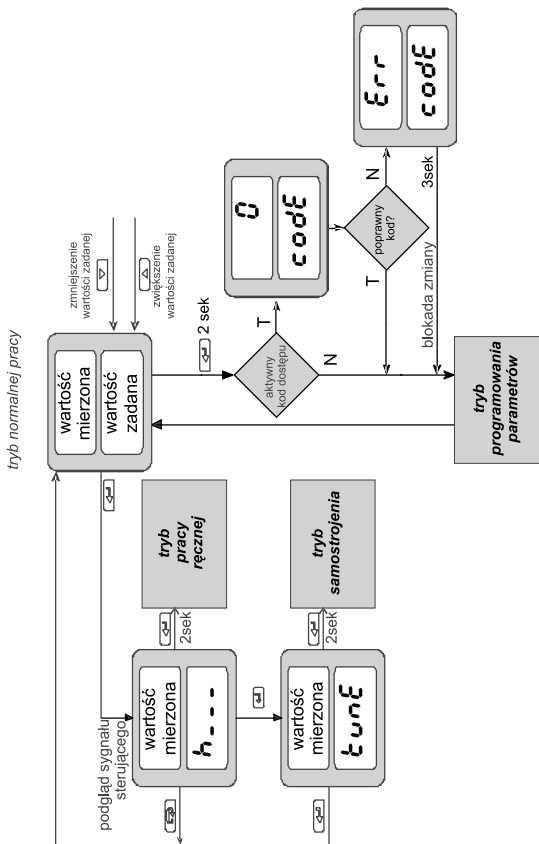 tryb normalnej pracy
wartość
mierzona
wartość
zadana
zmniejszenie
wartości zadanej
zwiększenie
wartości zadanej
2 sek
aktywny
kod dostępu
T
N
0
codE
poprawny
kod?
T
N
Err
codE
3sek
blokada zmiany
tryb
programowania
parametrów
podgląd sygnału
sterującego
wartość
mierzona
h---
2sek
tryb
pracy
ręcznej
wartość
mierzona
tunE
2sek
tryb
samostrojenia